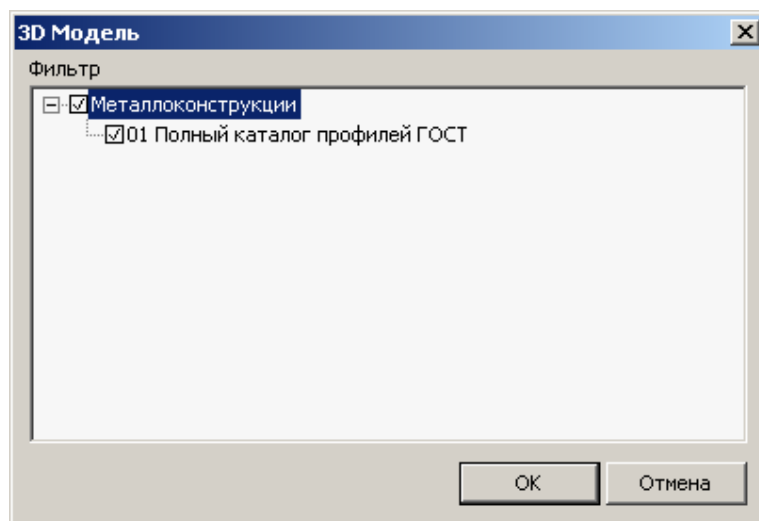 3D Модель
Фильтр
Металлоконструкции
01 Полный каталог профилей ГОСТ
OK
Отмена